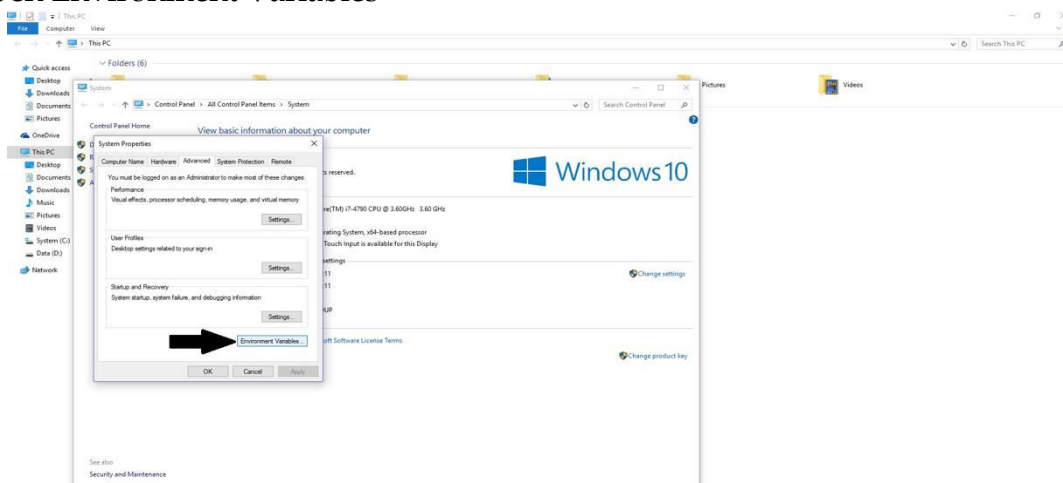 Environment Variables
This PC
File Computer View
This PC
Search This PC
Quick access
Desktop
Downloads
Documents
Pictures
OneDrive
This PC
Desktop
Documents
Downloads
Music
Pictures
Videos
System (C:)
Data (D:)
Network
Folders (6)
Pictures
Videos
System
Control Panel > All Control Panel Items > System
Search Control Panel
Control Panel Home
View basic information about your computer
s reserved.
Windows 10
re(TM) i7-4790 CPU @ 3.60GHz 3.60 GHz
rating System, x64-based processor
Touch Input is available for this Display
settings
:11
Change settings
:11
UP
oft Software License Terms
Change product key
See also
Security and Maintenance
System Properties
Computer Name Hardware Advanced System Protection Remote
You must be logged on as an Administrator to make most of these changes.
Performance
Visual effects, processor scheduling, memory usage, and virtual memory
Settings...
User Profiles
Desktop settings related to your sign-in
Settings...
Startup and Recovery
System startup, system failure, and debugging information
Settings...
Environment Variables...
OK Cancel Apply